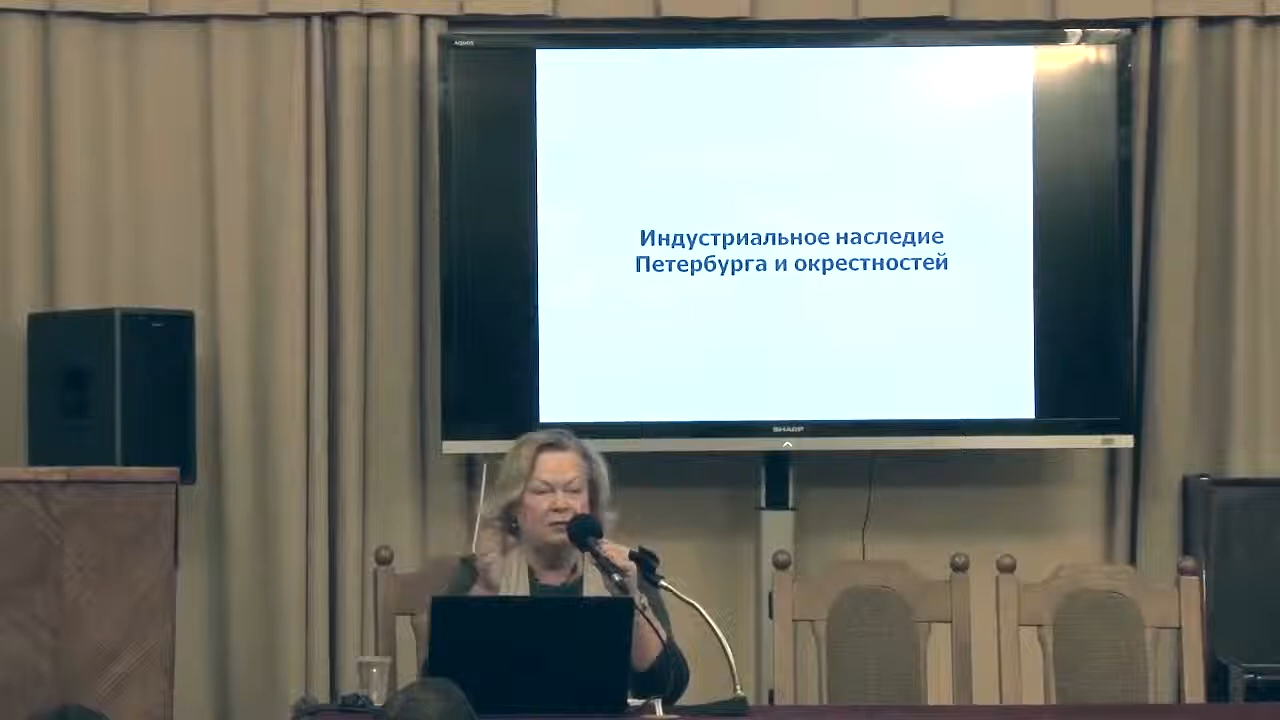 Индустриальное наследие
Петербурга и окрестностей
SHARP